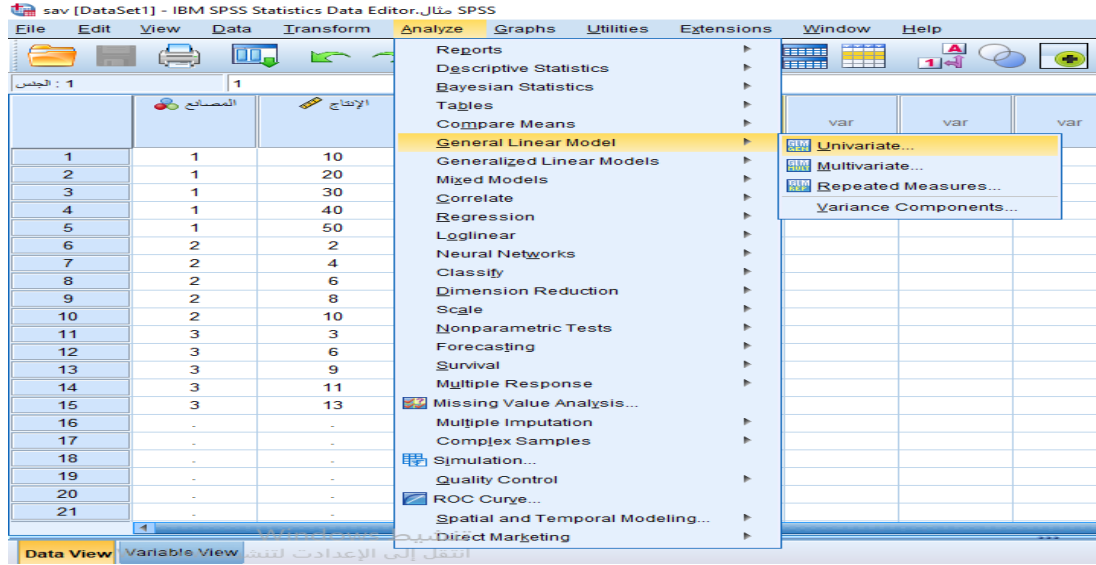 sav [DataSet1] - IBM SPSS Statistics Data Editor.مثال SPSS
File Edit View Data Transform Analyze Graphs Utilities Extensions Window Help
1 : الجنس 1
المصانع الإنتاج var var var
1 1 10
2 1 20
3 1 30
4 1 40
5 1 50
6 2 2
7 2 4
8 2 6
9 2 8
10 2 10
11 3 3
12 3 6
13 3 9
14 3 11
15 3 13
16 . .
17 . .
18 . .
19 . .
20 . .
21 . .
Reports
Descriptive Statistics
Bayesian Statistics
Tables
Compare Means
General Linear Model
Generalized Linear Models
Mixed Models
Correlate
Regression
Loglinear
Neural Networks
Classify
Dimension Reduction
Scale
Nonparametric Tests
Forecasting
Survival
Multiple Response
Missing Value Analysis...
Multiple Imputation
Complex Samples
Simulation...
Quality Control
ROC Curve...
Spatial and Temporal Modeling...
Direct Marketing
Univariate...
Multivariate...
Repeated Measures...
Variance Components...
تنشيط Windows
انتقل إلى الإعدادت
Data View Variable View